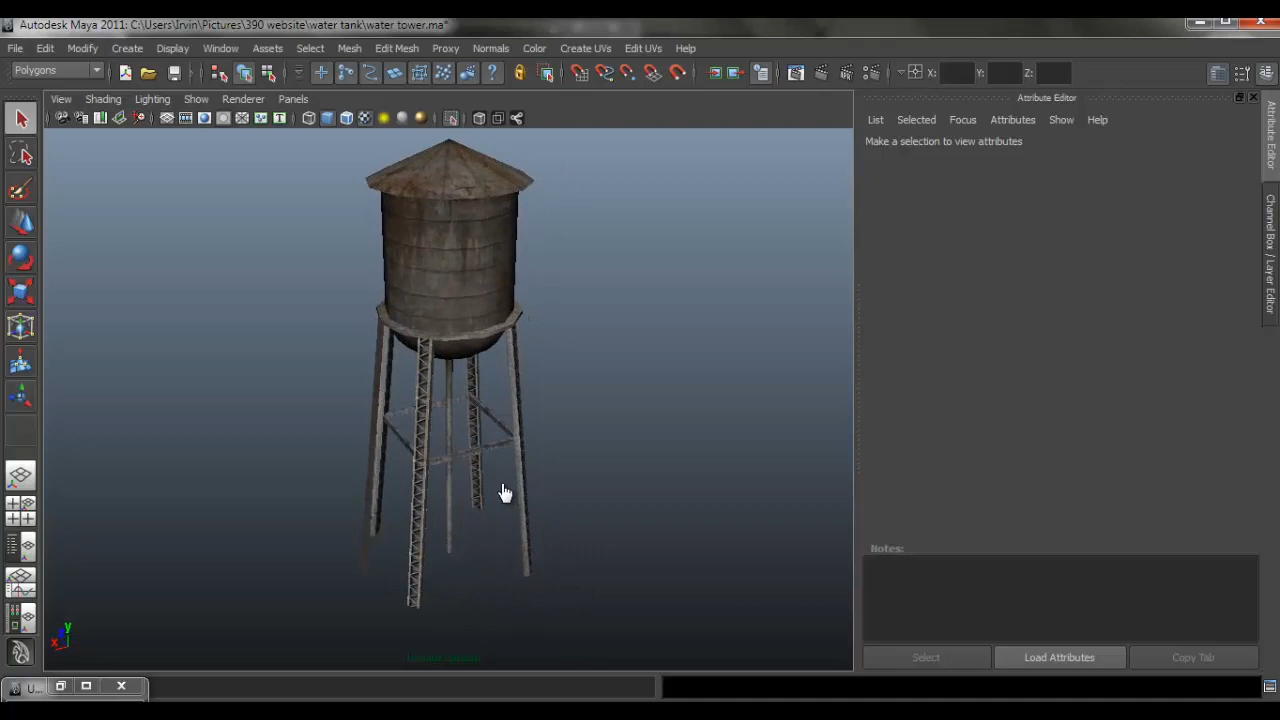 Autodesk Maya 2011: C:\Users\Irvin\Pictures\390 website\water tank\water tower.ma*
File Edit Modify Create Display Window Assets Select Mesh Edit Mesh Proxy Normals Color Create UVs Edit UVs Help
Polygons X: Y: Z:
View Shading Lighting Show Renderer Panels
Attribute Editor
List Selected Focus Attributes Show Help
Make a selection to view attributes
Attribute Editor
Channel Box / Layer Editor
Notes:
y
x
Select Load Attributes Copy Tab
U...